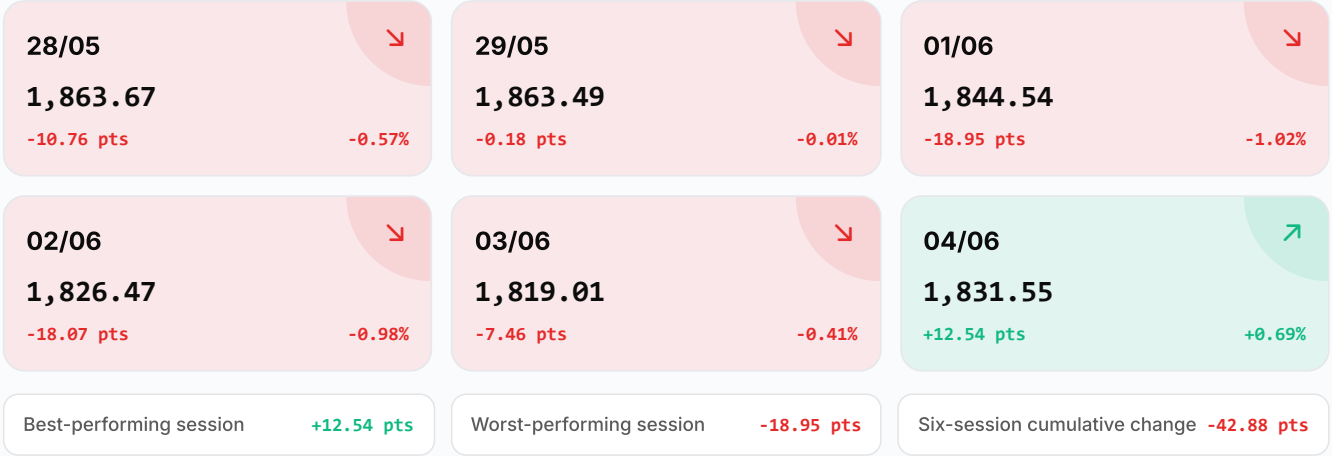 28/05
1,863.67
-10.76 pts -0.57%
29/05
1,863.49
-0.18 pts -0.01%
01/06
1,844.54
-18.95 pts -1.02%
02/06
1,826.47
-18.07 pts -0.98%
03/06
1,819.01
-7.46 pts -0.41%
04/06
1,831.55
+12.54 pts +0.69%
Best-performing session +12.54 pts
Worst-performing session -18.95 pts
Six-session cumulative change -42.88 pts